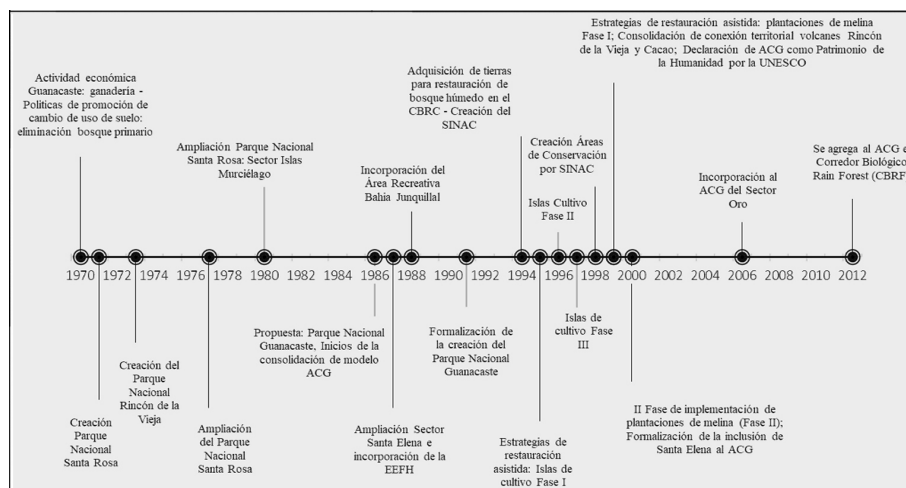 Estrategias de restauración asistida: plantaciones de melina
Fase I; Consolidación de conexión territorial volcanes Rincón
de la Vieja y Cacao; Declaración de ACG como Patrimonio de
la Humanidad por la UNESCO
Actividad económica
Guanacaste: ganadería -
Políticas de promoción de
cambio de uso de suelo:
eliminación bosque primario
Ampliación Parque Nacional
Santa Rosa: Sector Islas
Murciélago
Incorporación del
Área Recreativa
Bahía Junquillal
Adquisición de tierras
para restauración de
bosque húmedo en el
CBRC - Creación del
SINAC
Creación Áreas
de Conservación
por SINAC
Islas Cultivo
Fase II
Incorporación al
ACG del Sector
Oro
Se agrega al ACG e
Corredor Biológico
Rain Forest (CBRF
1970 1972 1974 1976 1978 1980 1982 1984 1986 1988 1990 1992 1994 1996 1998 2000 2002 2004 2006 2008 2010 2012
Creación
Parque
Nacional
Santa Rosa
Creación del
Parque
Nacional
Rincón de la
Vieja
Ampliación
del Parque
Nacional
Santa Rosa
Propuesta: Parque Nacional
Guanacaste, Inicios de la
consolidación de modelo
ACG
Ampliación Sector
Santa Elena e
incorporación de la
EEFH
Formalización de
la creación del
Parque Nacional
Guanacaste
Estrategias de
restauración
asistida: Islas de
cultivo Fase I
Islas de
cultivo Fase
III
II Fase de implementación de
plantaciones de melina (Fase II);
Formalización de la inclusión de
Santa Elena al ACG